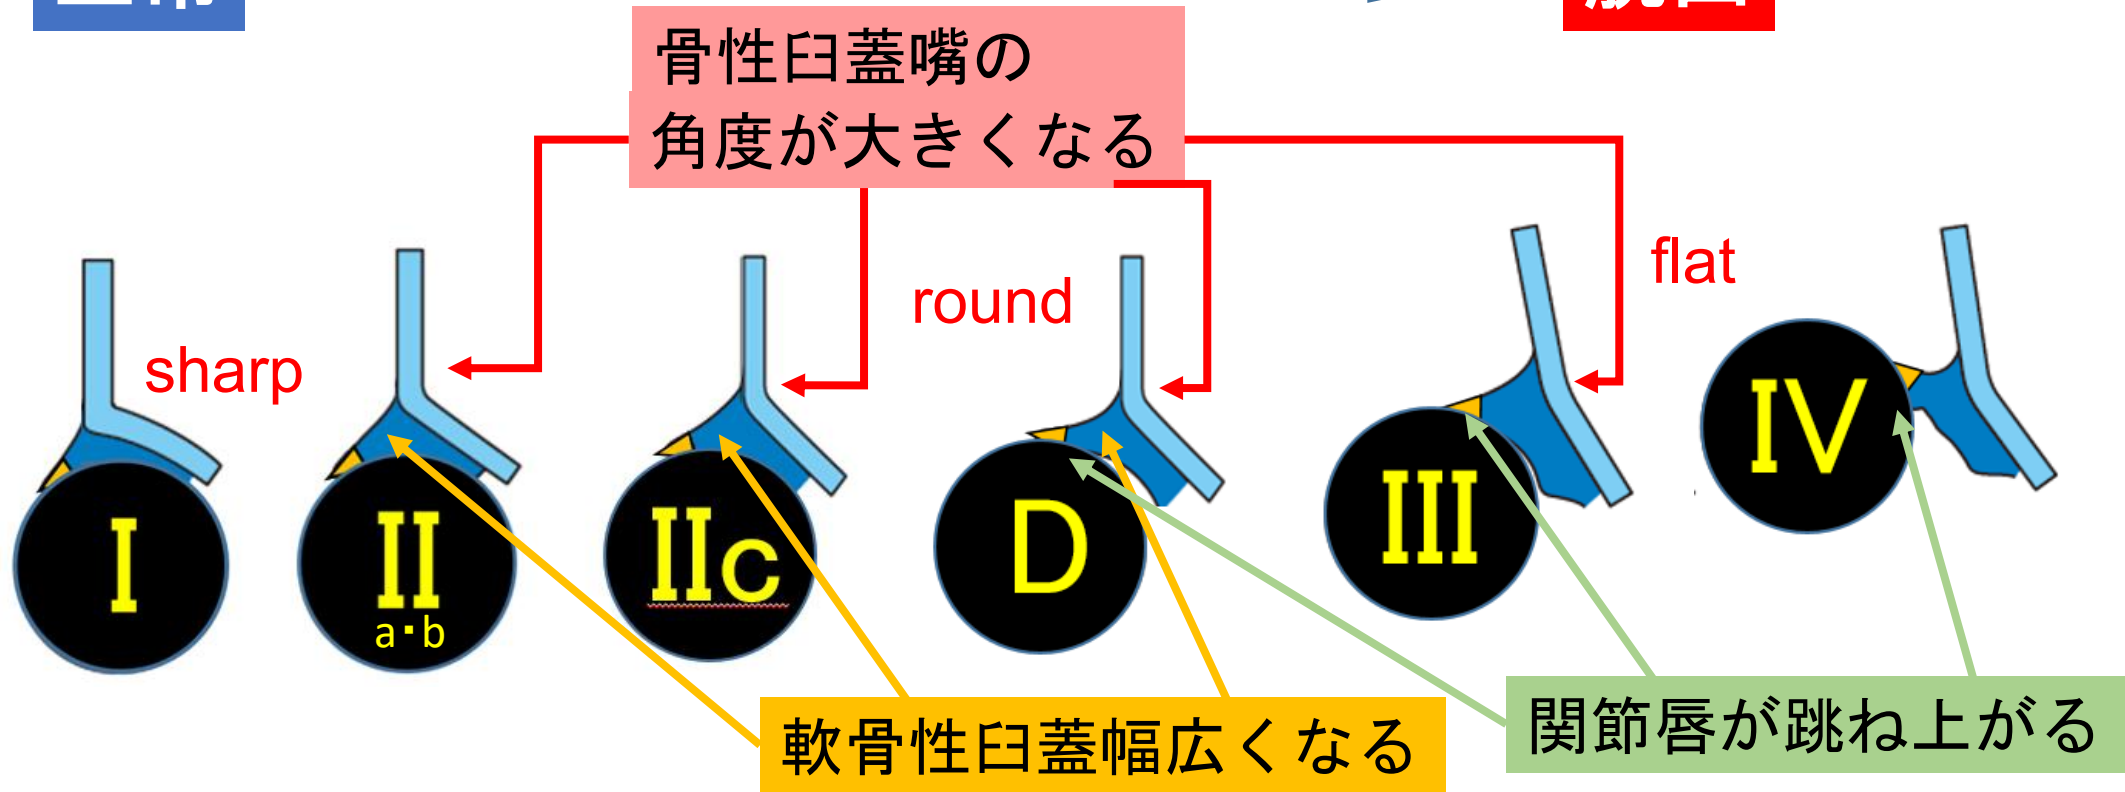 骨性臼蓋嘴の
角度が大きくなる
sharp
round
flat
I
II
a・b
IIc
D
III
IV
軟骨性臼蓋幅広くなる
関節唇が跳ね上がる